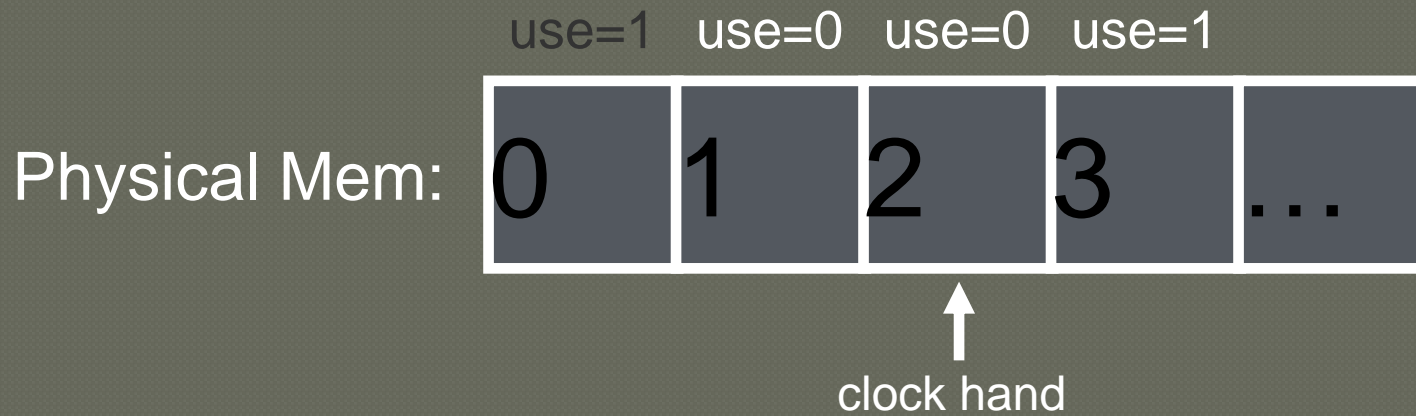 use=1 use=0 use=0 use=1
Physical Mem: 0 1 2 3 …
clock hand